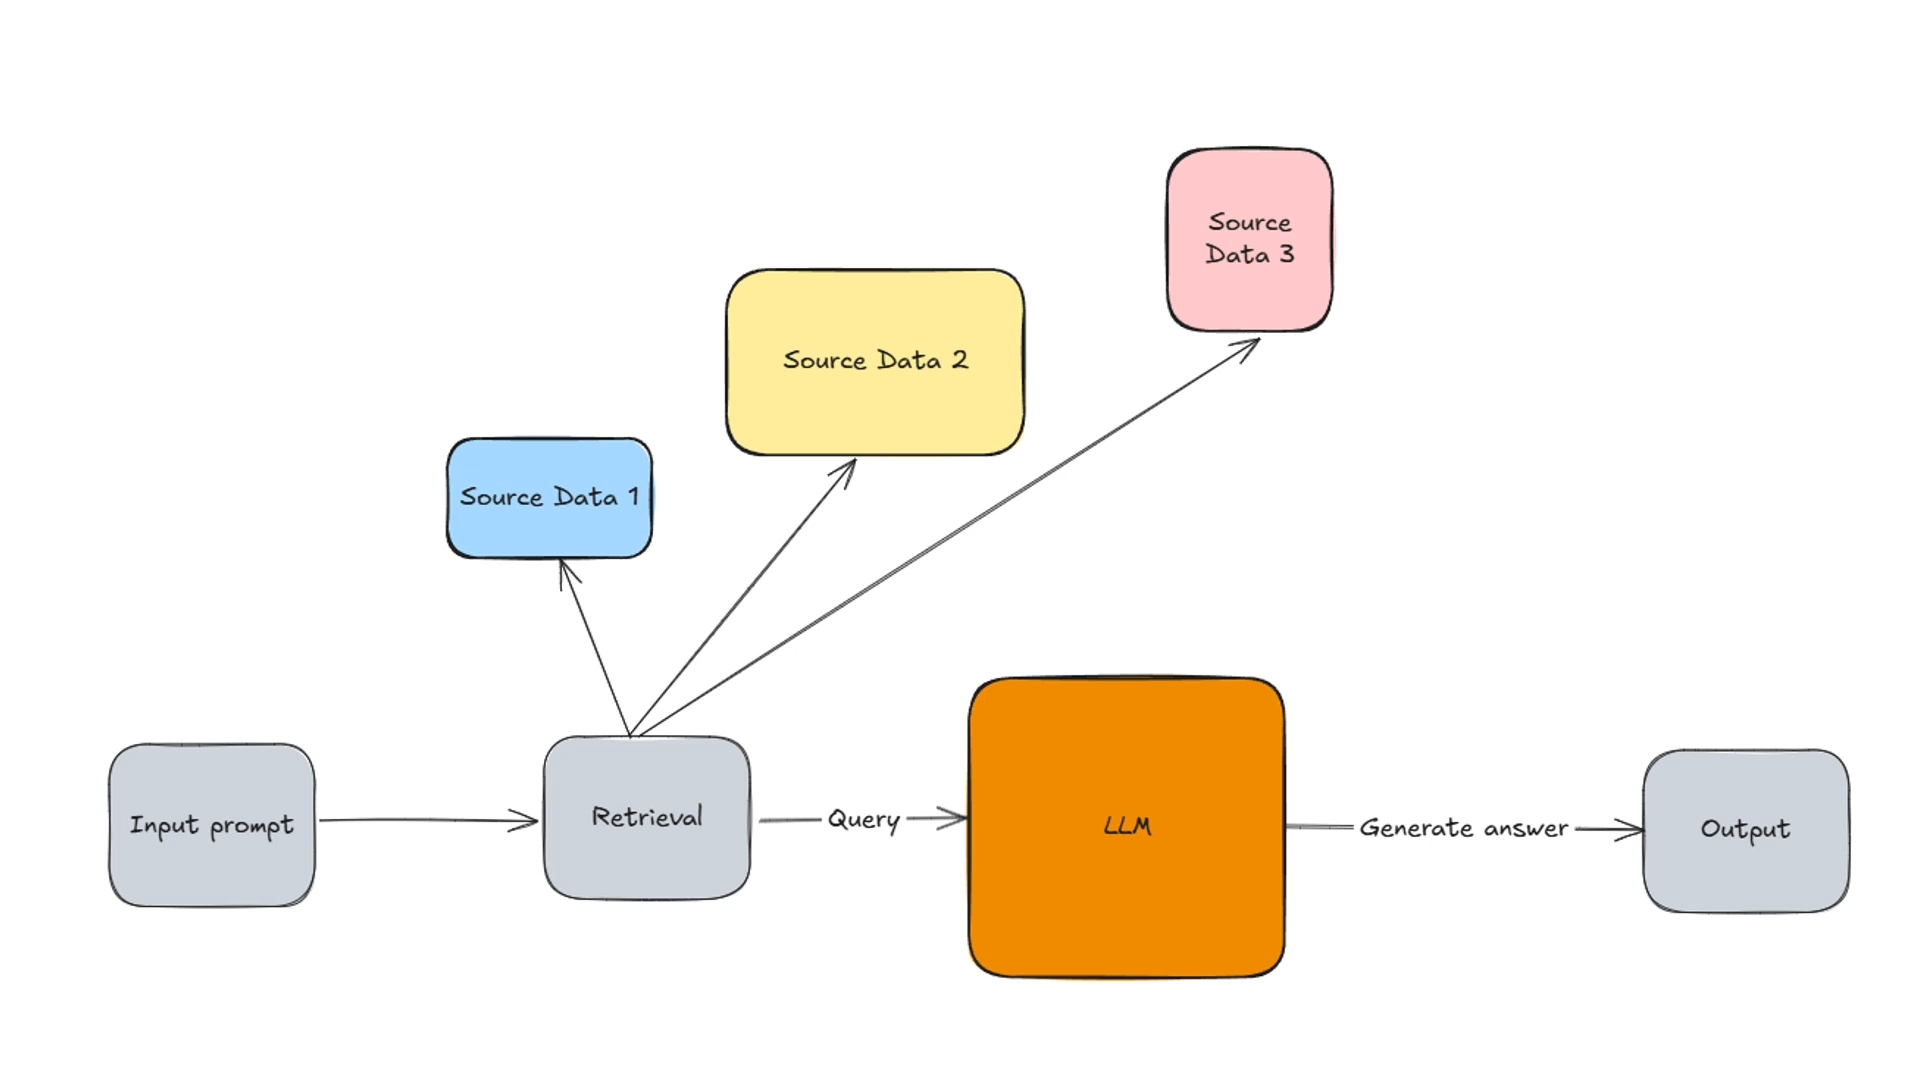 Source
Data 3
Source Data 2
Source Data 1
Input prompt
Retrieval
Query
LLM
Generate answer
Output